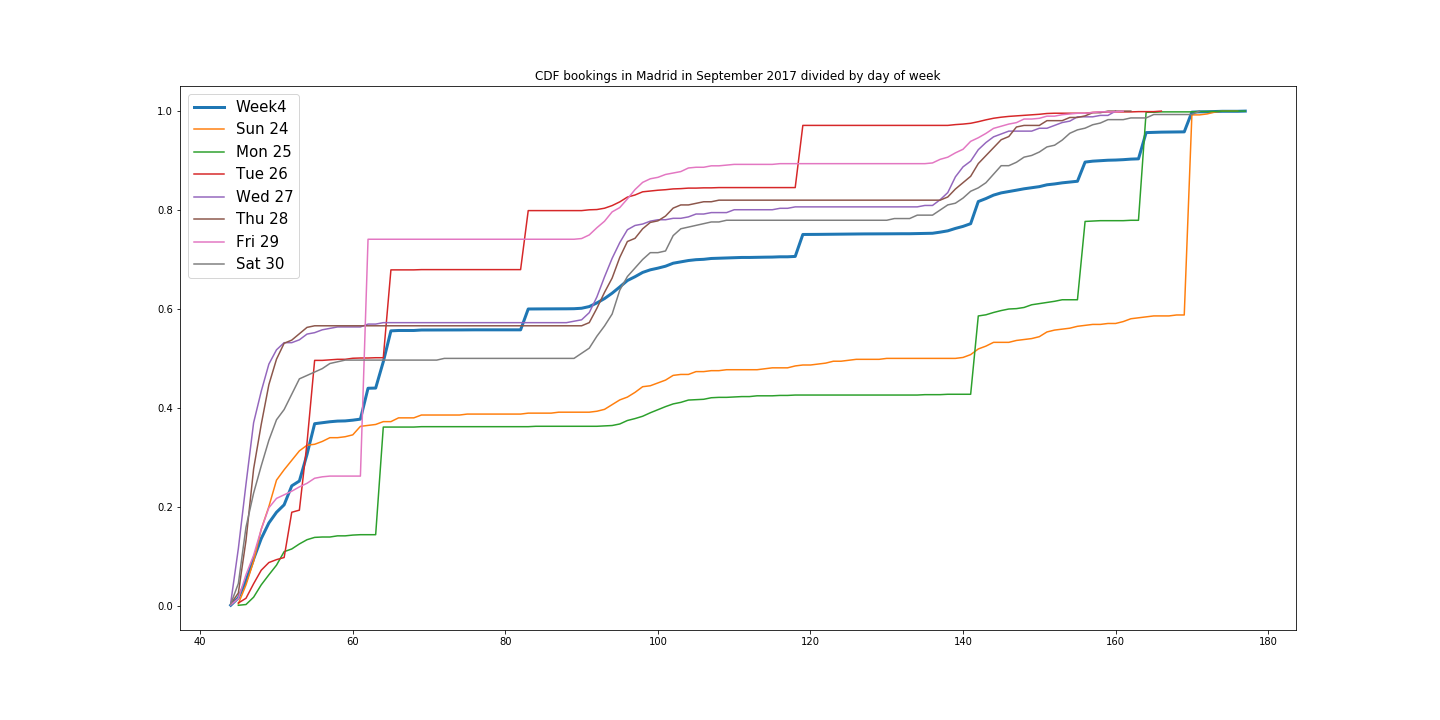 CDF bookings in Madrid in September 2017 divided by day of week
1.0
0.8
0.6
0.4
0.2
0.0
Week4
Sun 24
Mon 25
Tue 26
Wed 27
Thu 28
Fri 29
Sat 30
40 60 80 100 120 140 160 180